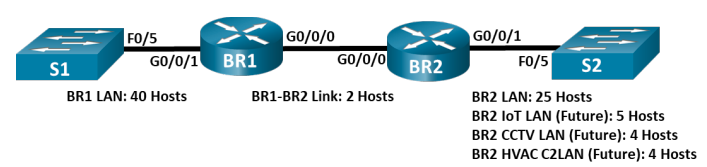 F0/5
G0/0/1
S1
BR1
G0/0/0
G0/0/0
BR2
G0/0/1
F0/5
S2
BR1 LAN: 40 Hosts
BR1-BR2 Link: 2 Hosts
BR2 LAN: 25 Hosts
BR2 IoT LAN (Future): 5 Hosts
BR2 CCTV LAN (Future): 4 Hosts
BR2 HVAC C2LAN (Future): 4 Hosts